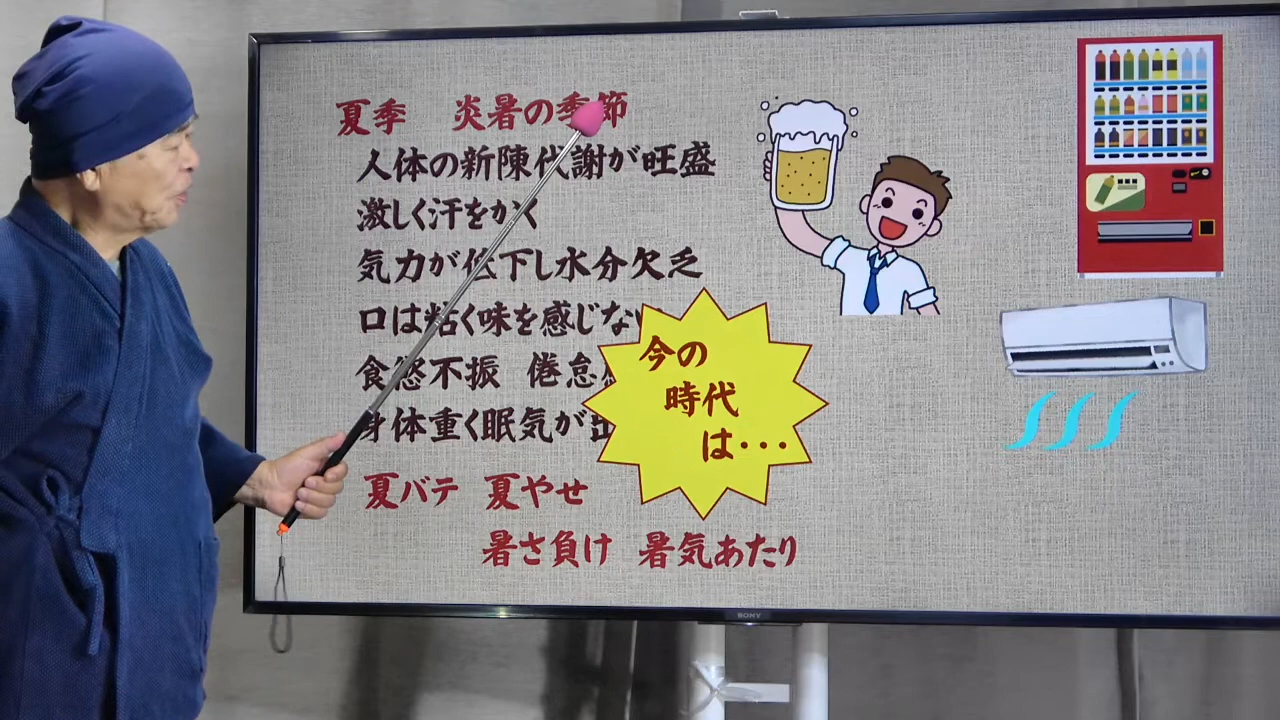 夏季 炎暑の季節
人体の新陳代謝が旺盛
激しく汗をかく
気力が低下し水分欠乏
口は粘く味を感じな
食慾不振 倦怠
身体重く眠気が出
夏バテ 夏やせ
暑さ負け 暑気あたり
今の
時代
は・・・
SONY